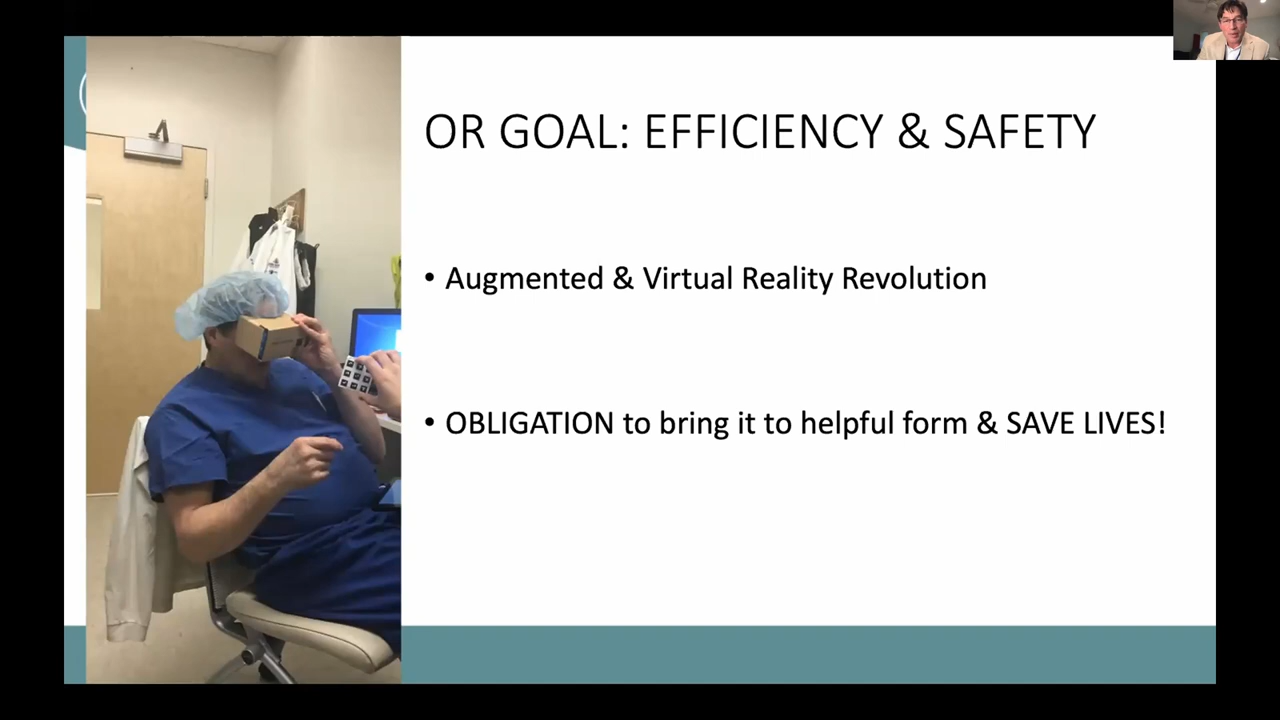 OR GOAL: EFFICIENCY & SAFETY
• Augmented & Virtual Reality Revolution
• OBLIGATION to bring it to helpful form & SAVE LIVES!